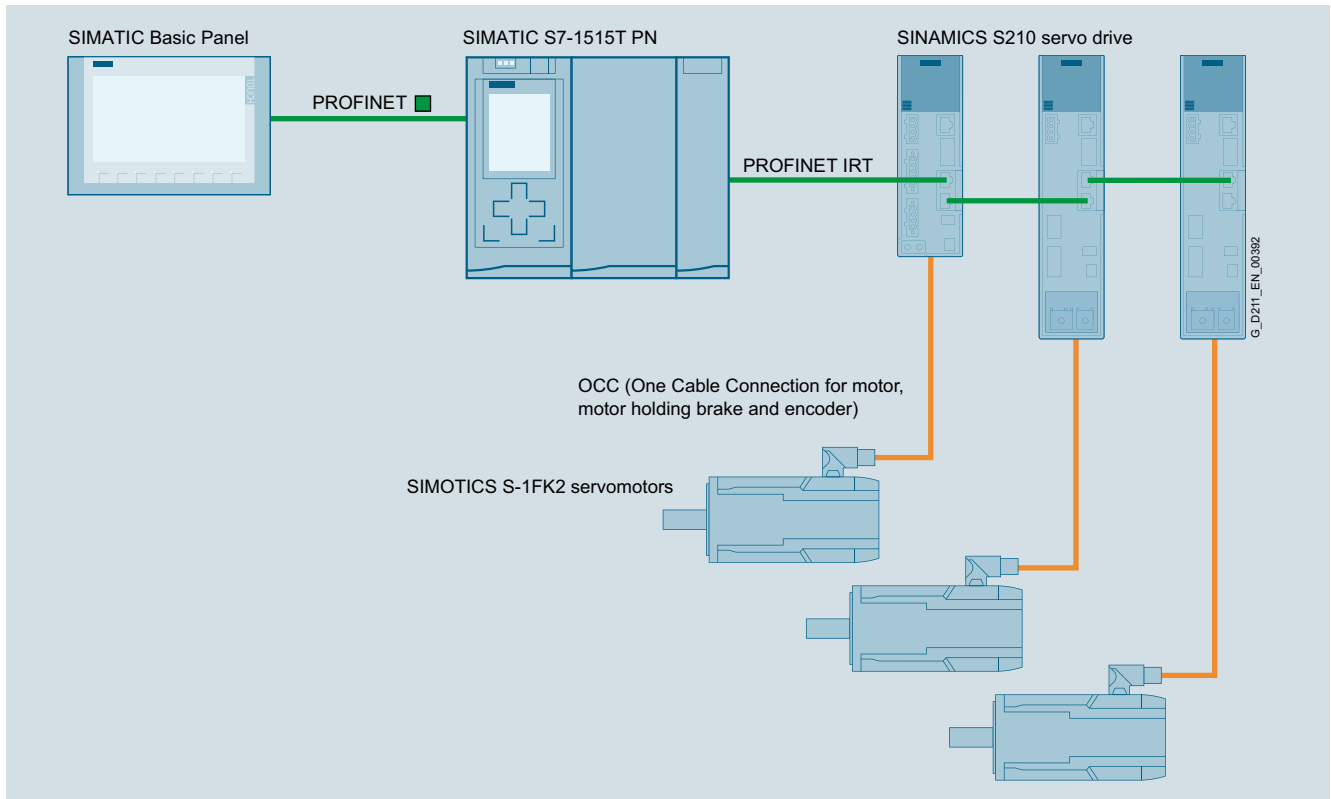 SIMATIC Basic Panel
SIMATIC S7-1515T PN
SINAMICS S210 servo drive
TOUCH
PROFINET
PROFINET IRT
G_D211_EN_00392
OCC (One Cable Connection for motor,
motor holding brake and encoder)
SIMOTICS S-1FK2 servomotors